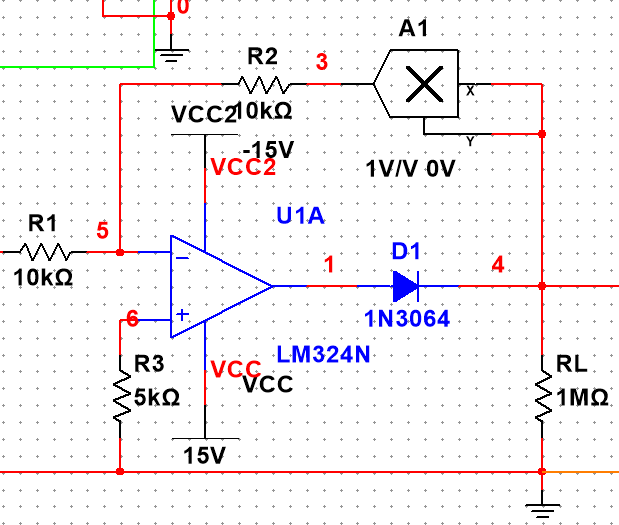 0
A1
R2
3
X
VCC2
10kΩ
Y
-15V
VCC2
1V/V 0V
R1
5
U1A
10kΩ
D1
1
4
1N3064
6
LM324N
R3
5kΩ
VCC
VCC
RL
1MΩ
15V